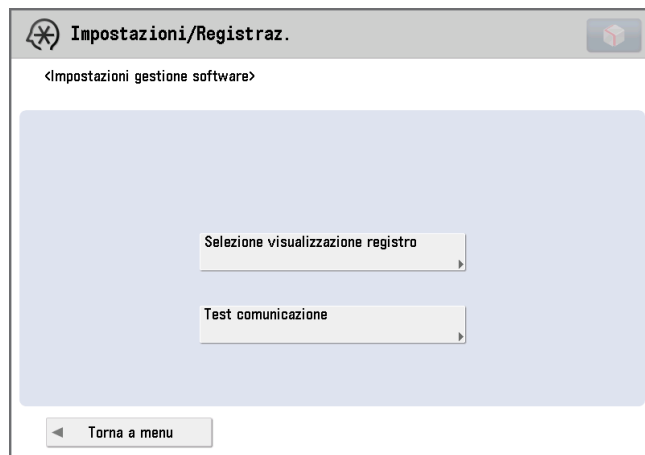 Impostazioni/Registraz.
<Impostazioni gestione software>
Selezione visualizzazione registro
Test comunicazione
Torna a menu